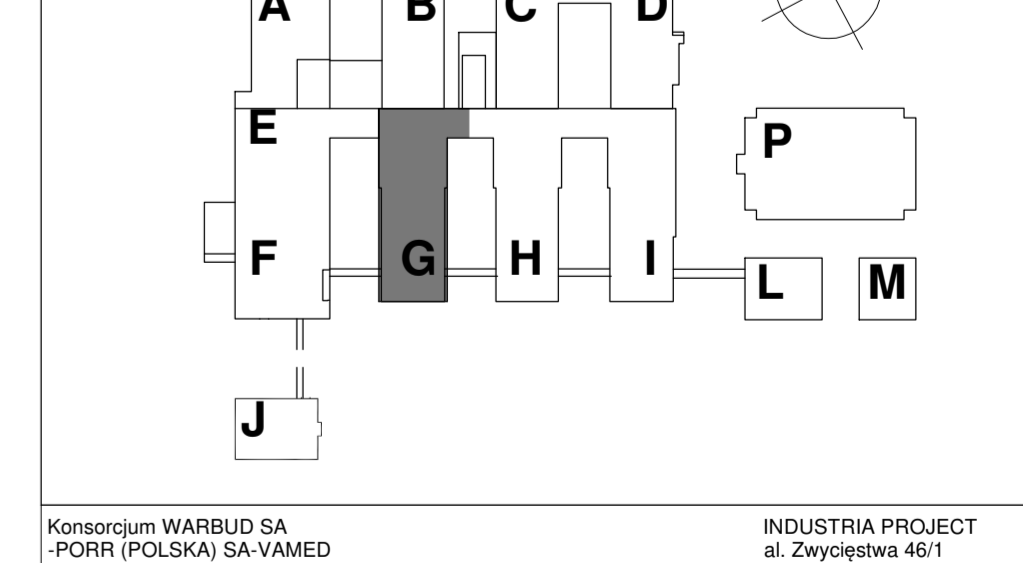 A B C D
E P
F G H I
L M
J
Konsorcjum WARBUD SA
-PORR (POLSKA) SA-VAMED
INDUSTRIA PROJECT
al. Zwycięstwa 46/1